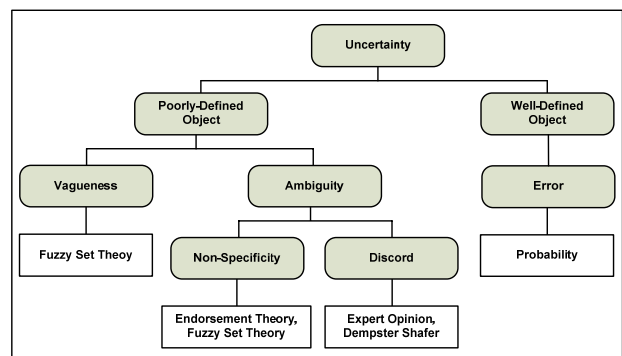 Uncertainty
Poorly-Defined
Object
Well-Defined
Object
Vagueness
Ambiguity
Error
Fuzzy Set Theoy
Non-Specificity
Discord
Probability
Endorsement Theory,
Fuzzy Set Theory
Expert Opinion,
Dempster Shafer